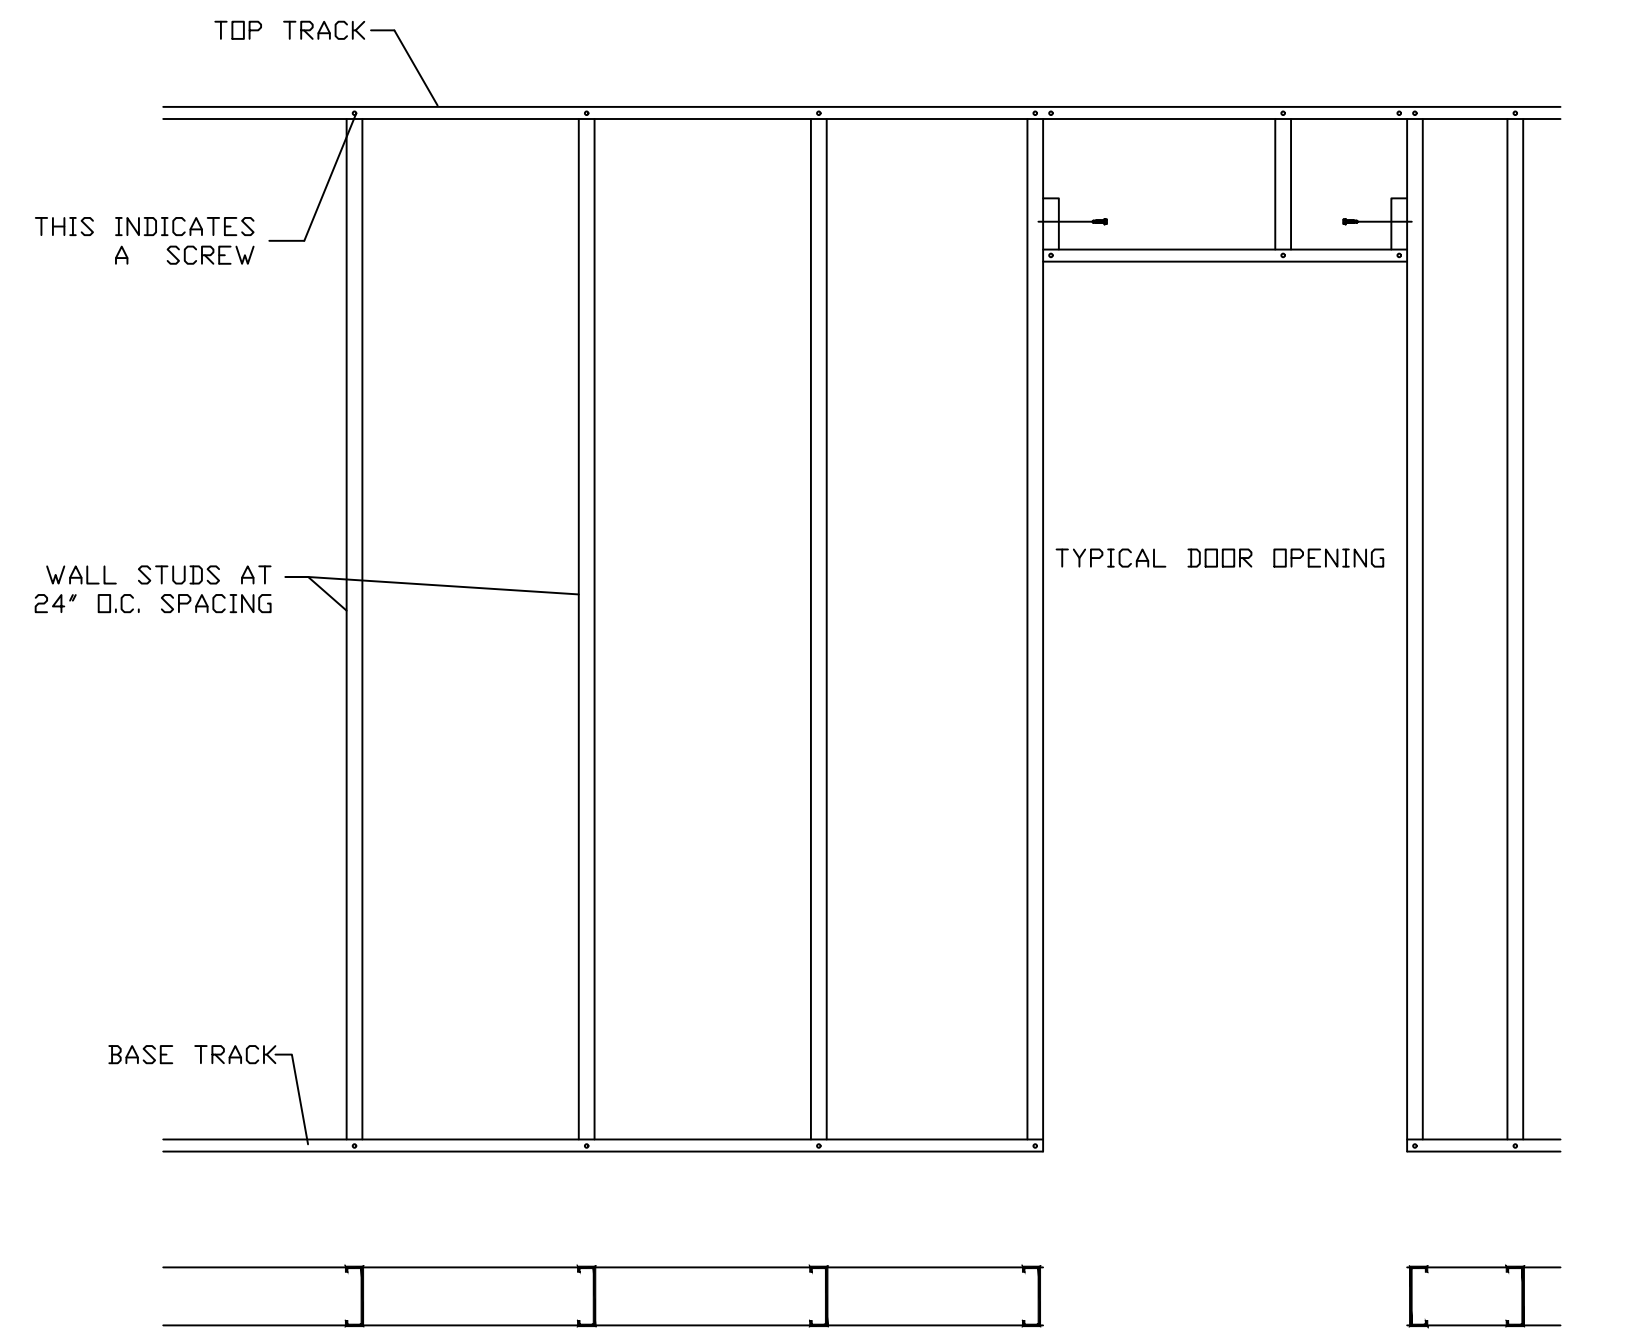 TOP TRACK
THIS INDICATES
A SCREW
WALL STUDS AT
24" O.C. SPACING
TYPICAL DOOR OPENING
BASE TRACK